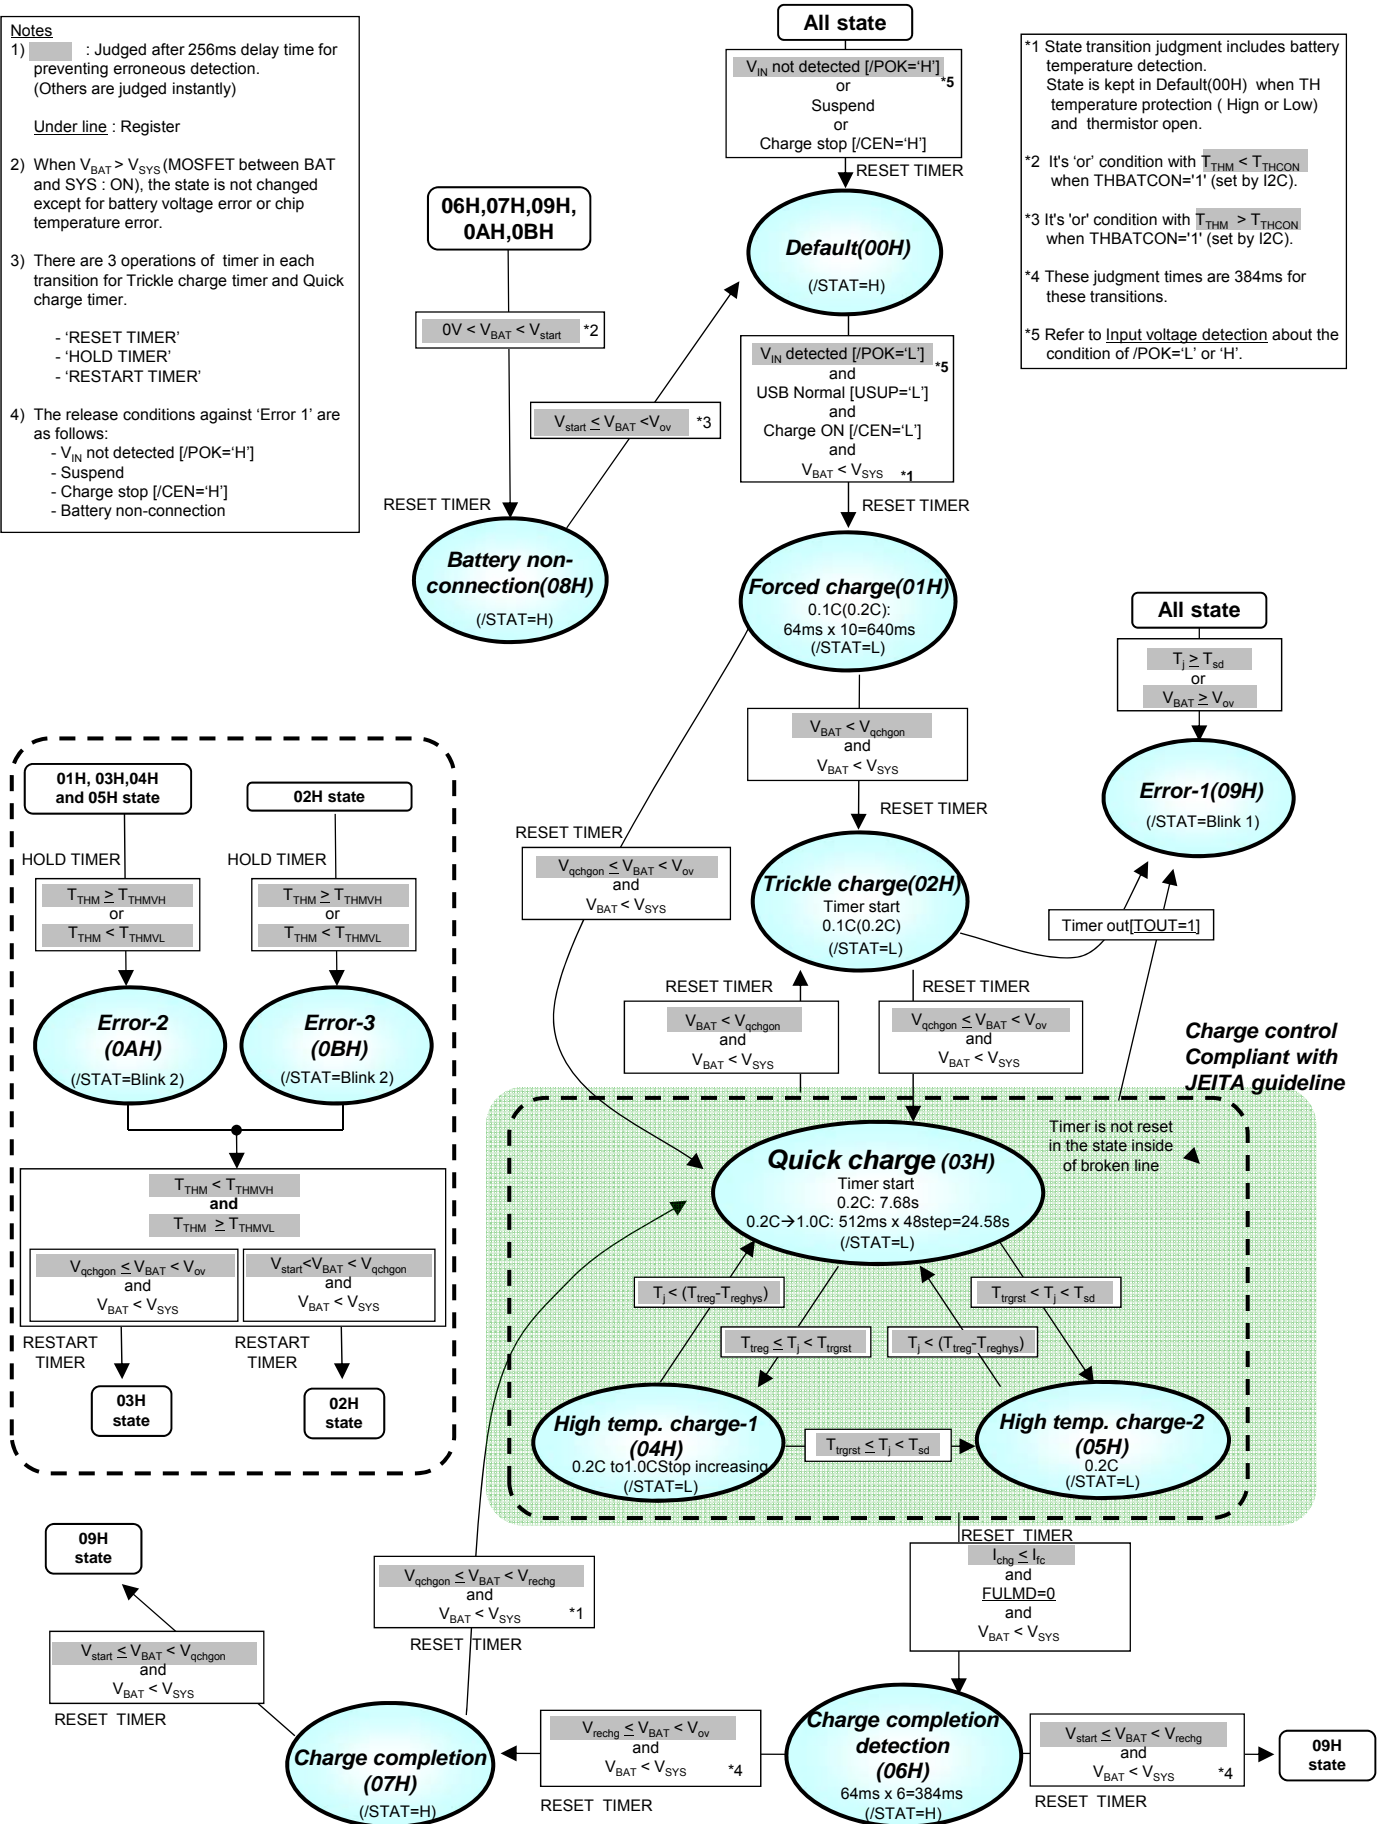 Notes
1) : Judged after 256ms delay time for
preventing erroneous detection.
(Others are judged instantly)
Under line : Register
2) When VBAT > VSYS (MOSFET between BAT
and SYS : ON), the state is not changed
except for battery voltage error or chip
temperature error.
3) There are 3 operations of timer in each
transition for Trickle charge timer and Quick
charge timer.
- ‘RESET TIMER’
- ‘HOLD TIMER’
- ‘RESTART TIMER’
4) The release conditions against ‘Error 1’ are
as follows:
- VIN not detected [/POK=‘H’]
- Suspend
- Charge stop [/CEN=‘H’]
- Battery non-connection
All state
VIN not detected [/POK=‘H’]
*5
or
Suspend
or
Charge stop [/CEN=‘H’]
RESET TIMER
*1 State transition judgment includes battery
temperature detection.
State is kept in Default(00H) when TH
temperature protection ( Hign or Low)
and thermistor open.
*2 It's ‘or’ condition with TTHM < TTHCON
when THBATCON='1' (set by I2C).
*3 It's 'or' condition with TTHM > TTHCON
when THBATCON='1' (set by I2C).
*4 These judgment times are 384ms for
these transitions.
*5 Refer to Input voltage detection about the
condition of /POK=‘L’ or ‘H’.
06H,07H,09H,
0AH,0BH
Default(00H)
(/STAT=H)
0V < VBAT < Vstart *2
VIN detected [/POK=‘L’]
*5
and
USB Normal [USUP=‘L’]
and
Charge ON [/CEN=‘L’]
and
VBAT < VSYS *1
Vstart ≤ VBAT <Vov *3
RESET TIMER
RESET TIMER
Battery non-
connection(08H)
(/STAT=H)
Forced charge(01H)
0.1C(0.2C):
64ms x 10=640ms
(/STAT=L)
All state
Tj ≥ Tsd
or
VBAT ≥ Vov
VBAT < Vqchgon
and
VBAT < VSYS
RESET TIMER
Error-1(09H)
(/STAT=Blink 1)
01H, 03H,04H
and 05H state
02H state
HOLD TIMER
HOLD TIMER
TTHM ≥ TTHMVH
or
TTHM < TTHMVL
TTHM ≥ TTHMVH
or
TTHM < TTHMVL
RESET TIMER
Vqchgon ≤ VBAT < Vov
and
VBAT < VSYS
Trickle charge(02H)
Timer start
0.1C(0.2C)
(/STAT=L)
Timer out[TOUT=1]
Error-2
(0AH)
(/STAT=Blink 2)
Error-3
(0BH)
(/STAT=Blink 2)
RESET TIMER
VBAT < Vqchgon
and
VBAT < VSYS
RESET TIMER
Vqchgon ≤ VBAT < Vov
and
VBAT < VSYS
Charge control
Compliant with
JEITA guideline
TTHM < TTHMVH
and
TTHM ≥ TTHMVL
Vqchgon ≤ VBAT < Vov
and
VBAT < VSYS
Vstart<VBAT < Vqchgon
and
VBAT < VSYS
RESTART
TIMER
RESTART
TIMER
03H
state
02H
state
Timer is not reset
in the state inside
of broken line
Quick charge (03H)
Timer start
0.2C: 7.68s
0.2C→1.0C: 512ms x 48step=24.58s
(/STAT=L)
Tj < (Ttreg-Treghys)
Ttrgrst < Tj < Tsd
Ttreg ≤ Tj < Ttrgrst
Tj < (Ttreg-Treghys)
High temp. charge-1
(04H)
0.2C to1.0CStop increasing
(/STAT=L)
Ttrgrst ≤ Tj < Tsd
High temp. charge-2
(05H)
0.2C
(/STAT=L)
RESET TIMER
Ichg ≤ Ifc
and
FULMD=0
and
VBAT < VSYS
09H
state
Vqchgon ≤ VBAT < Vrechg
and
VBAT < VSYS *1
RESET TIMER
Vstart ≤ VBAT < Vqchgon
and
VBAT < VSYS
RESET TIMER
Charge completion
(07H)
(/STAT=H)
Vrechg ≤ VBAT < Vov
and
VBAT < VSYS *4
RESET TIMER
Charge completion
detection
(06H)
64ms x 6=384ms
(/STAT=H)
Vstart ≤ VBAT < Vrechg
and
VBAT < VSYS *4
RESET TIMER
09H
state